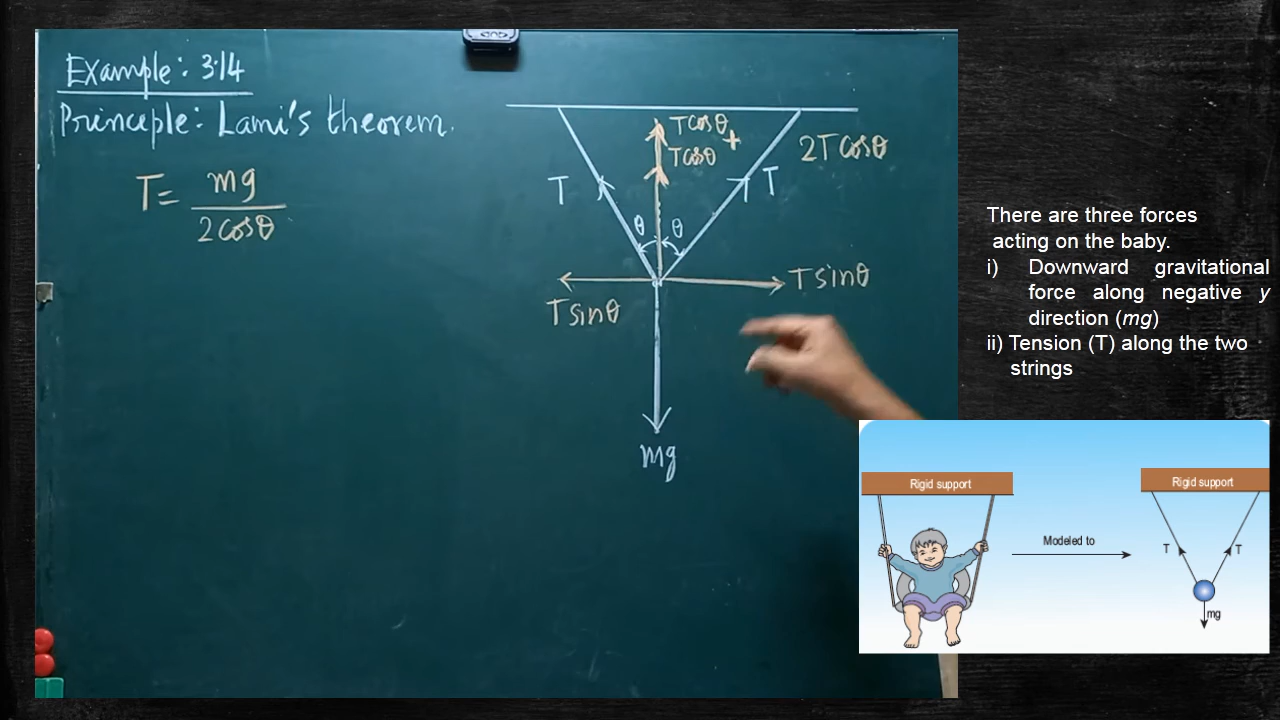 Example: 3.14
Principle: Lami's theorem.
T = mg
2cosθ
Tcosθ
+
Tcosθ
2Tcosθ
T
T
θ
θ
Tsinθ
Tsinθ
mg
There are three forces
acting on the baby.
i) Downward gravitational
force along negative y
direction (mg)
ii) Tension (T) along the two
strings
Rigid support
Modeled to
Rigid support
T
T
mg